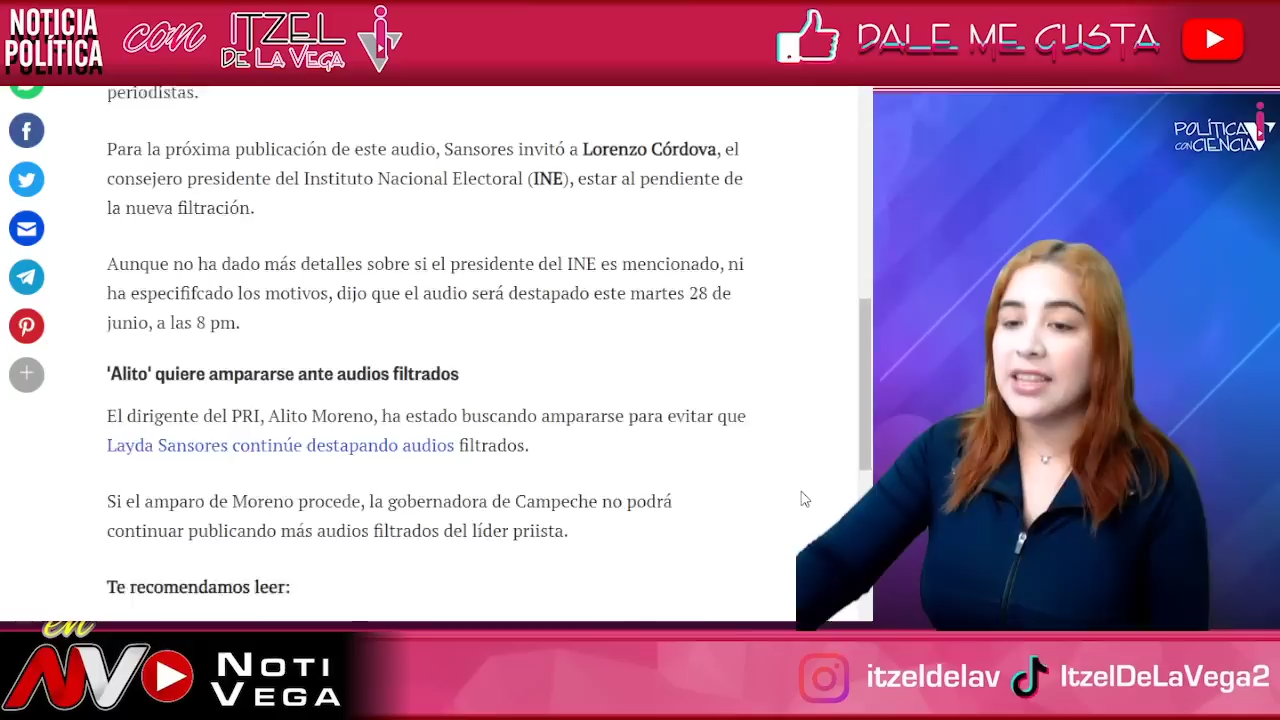 NOTICIA
POLÍTICA
con
ITZEL
DE LA VEGA
DALE ME GUSTA
periodistas.
Para la próxima publicación de este audio, Sansores invitó a Lorenzo Córdova, el
consejero presidente del Instituto Nacional Electoral (INE), estar al pendiente de
la nueva filtración.
Aunque no ha dado más detalles sobre si el presidente del INE es mencionado, ni
ha especififcado los motivos, dijo que el audio será destapado este martes 28 de
junio, a las 8 pm.
'Alito' quiere ampararse ante audios filtrados
El dirigente del PRI, Alito Moreno, ha estado buscando ampararse para evitar que
Layda Sansores continúe destapando audios filtrados.
Si el amparo de Moreno procede, la gobernadora de Campeche no podrá
continuar publicando más audios filtrados del líder priista.
Te recomendamos leer:
POLÍTICA
CON CIENCIA
en
NV
NOTI
VEGA
itzeldelav
ItzelDeLaVega2